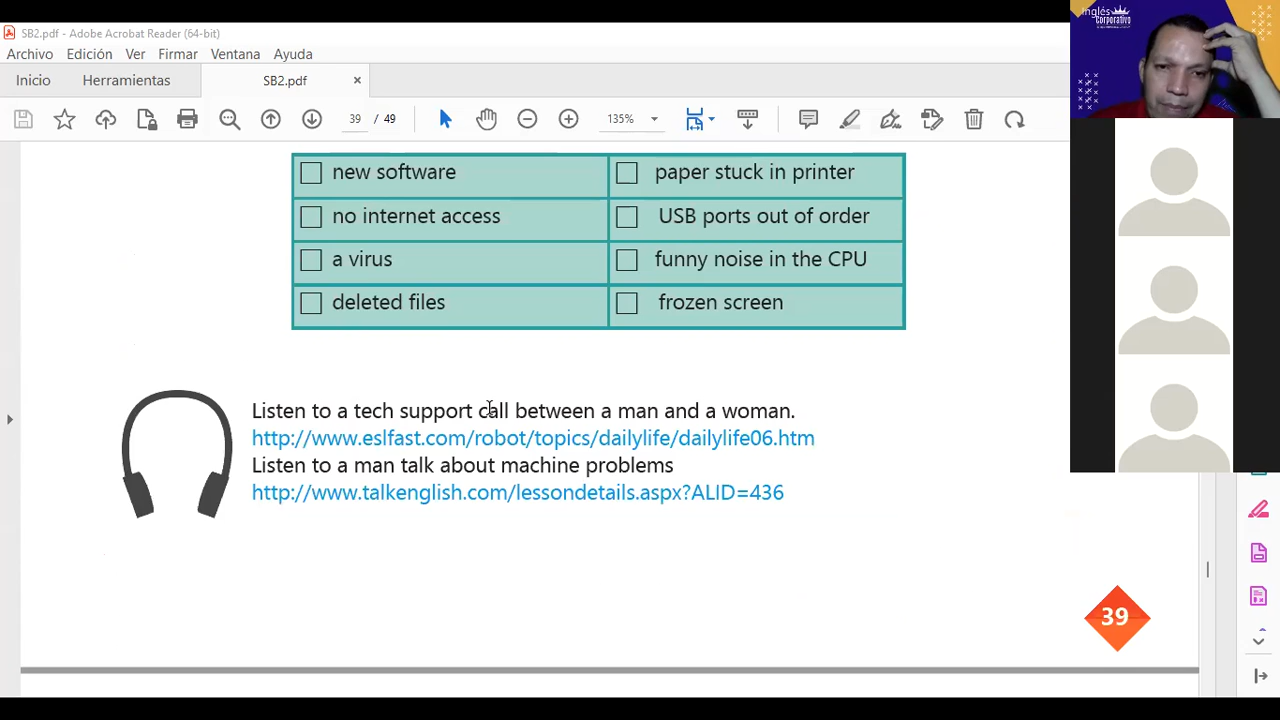 SB2.pdf - Adobe Acrobat Reader (64-bit)
Archivo Edición Ver Firmar Ventana Ayuda
Inicio Herramientas SB2.pdf ×
39 / 49 135%
new software paper stuck in printer
no internet access USB ports out of order
a virus funny noise in the CPU
deleted files frozen screen
Listen to a tech support call between a man and a woman.
http://www.eslfast.com/robot/topics/dailylife/dailylife06.htm
Listen to a man talk about machine problems
http://www.talkenglish.com/lessondetails.aspx?ALID=436
39
Inglés
Corporativo